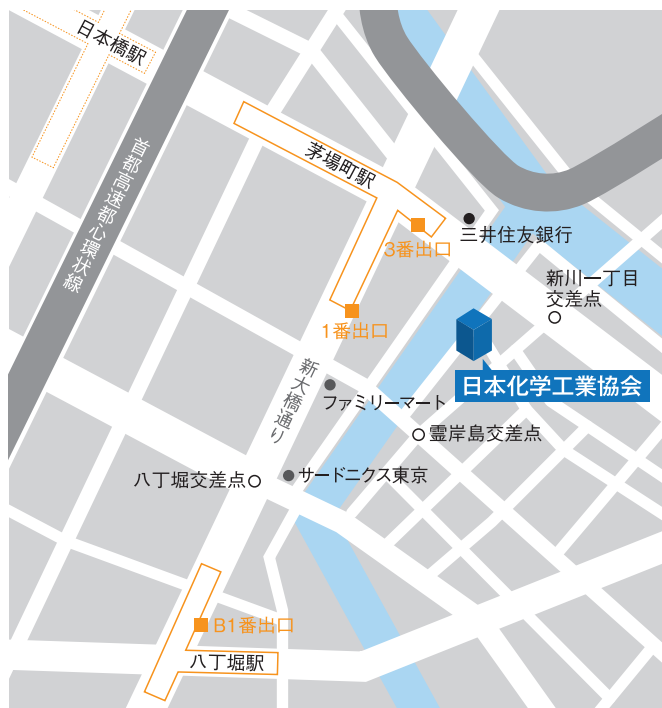 日本橋駅
首都高速都心環状線
茅場町駅
3番出口
三井住友銀行
新川一丁目
交差点
1番出口
日本化学工業協会
新大橋通り
ファミリーマート
霊岸島交差点
八丁堀交差点
サードニクス東京
B1番出口
八丁堀駅